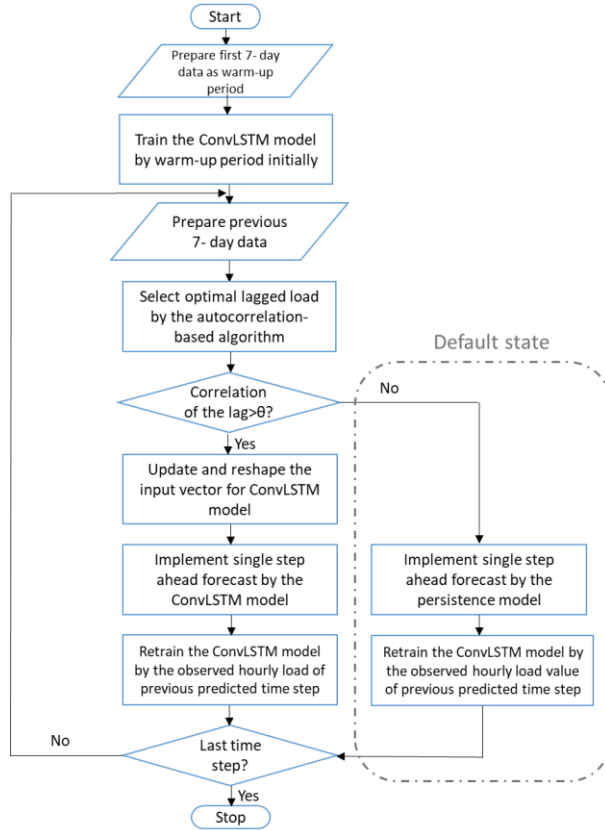 Start
Prepare first 7- day
data as warm-up
period
Train the ConvLSTM model
by warm-up period initially
Prepare previous
7- day data
Select optimal lagged load
by the autocorrelation-
based algorithm
Default state
Correlation
of the lag>θ?
No
Yes
Update and reshape the
input vector for ConvLSTM
model
Implement single step
ahead forecast by the
ConvLSTM model
Implement single step
ahead forecast by the
persistence model
Retrain the ConvLSTM model
by the observed hourly load of
previous predicted time step
Retrain the ConvLSTM model by
the observed hourly load value
of previous predicted time step
No
Last time
step?
Yes
Stop